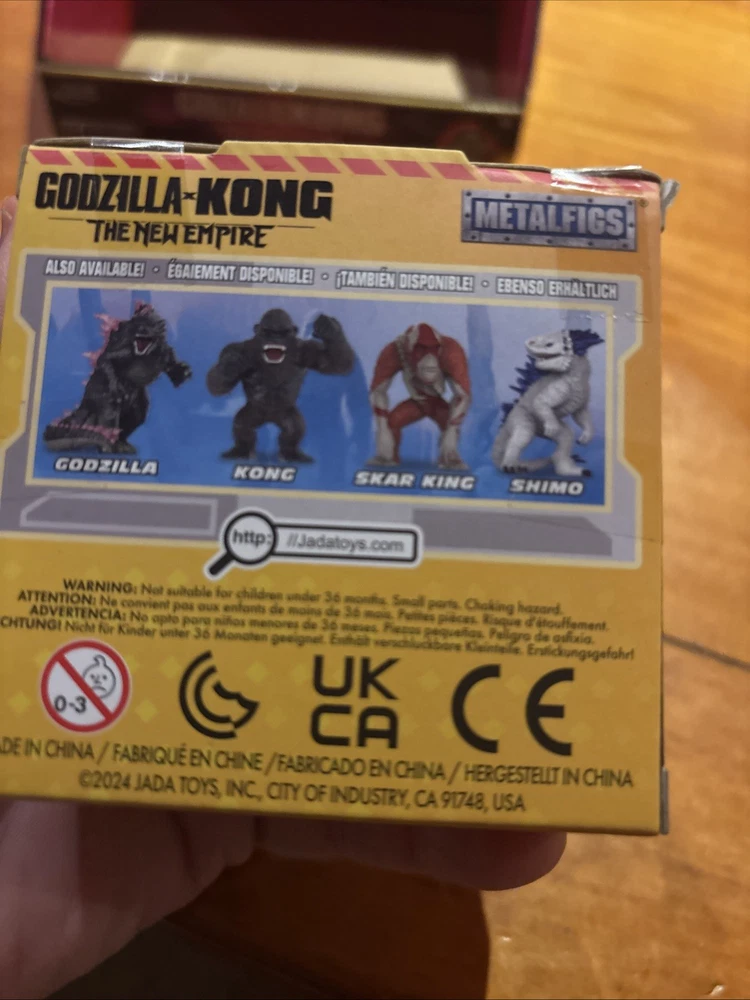 GODZILLA × KONG
THE NEW EMPIRE
METALFIGS
ALSO AVAILABLE! • ÉGAIEMENT DISPONIBLE! • ¡TAMBIÉN DISPONIBLE! • EBENSO ERHÄLTLICH
GODZILLA
KONG
SKAR KING
SHIMO
http: //Jadatoys.com
WARNING: Not suitable for children under 36 months. Small parts. Choking hazard.
ATTENTION: Ne convient pas aux enfants de moins de 36 mois. Petites pièces. Risque d'étouffement.
ADVERTENCIA: No apto para niños menores de 36 meses. Piezas pequeñas. Peligro de asfixia.
CHTUNG! Nicht für Kinder unter 36 Monaten geeignet. Enthält verschluckbare Kleinteile. Erstickungsgefahr!
0-3
UK
CA
CE
ADE IN CHINA / FABRIQUÉ EN CHINE / FABRICADO EN CHINA / HERGESTELLT IN CHINA
©2024 JADA TOYS, INC., CITY OF INDUSTRY, CA 91748, USA